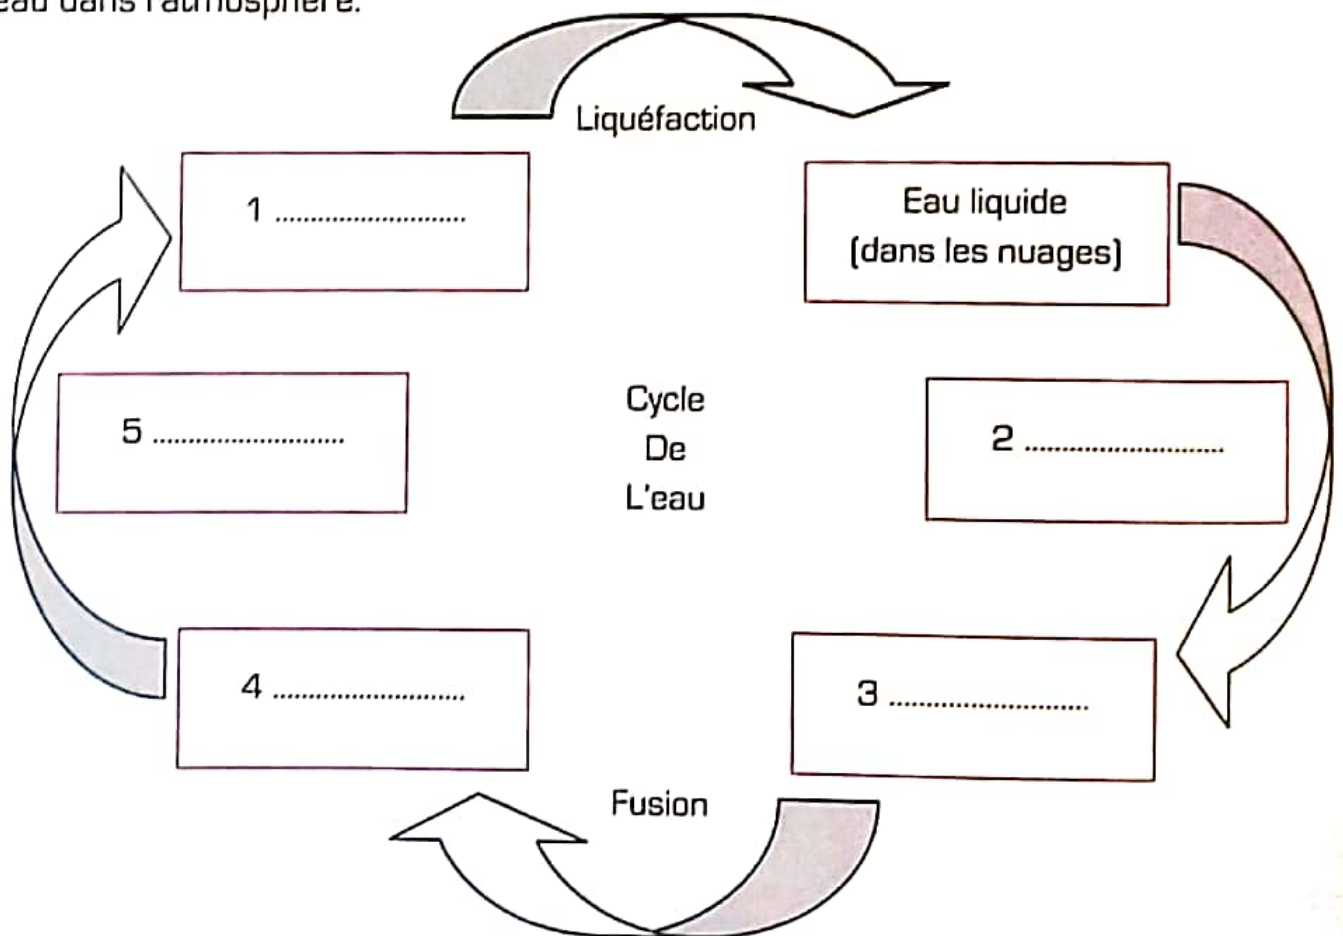 eau dans l'atmosphère.
Liquéfaction
1 ........................
Eau liquide
(dans les nuages)
5 ........................
Cycle
De
L'eau
2 ........................
4 ........................
3 ........................
Fusion